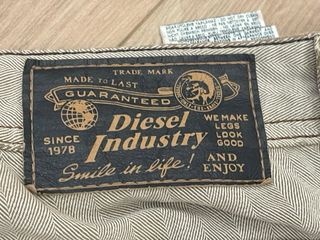 TRADE MARK
MADE TO LAST
GUARANTEED
Diesel
Industry
SINCE
1978
WE MAKE
LEGS
LOOK
GOOD
AND
ENJOY
Smile in life!